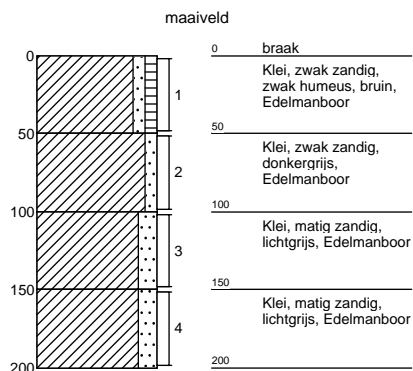 maaiveld
0
50
100
150
200
1
2
3
4
0 braak
Klei, zwak zandig,
zwak humeus, bruin,
Edelmanboor
50
Klei, zwak zandig,
donkergrijs,
Edelmanboor
100
Klei, matig zandig,
lichtgrijs, Edelmanboor
150
Klei, matig zandig,
lichtgrijs, Edelmanboor
200